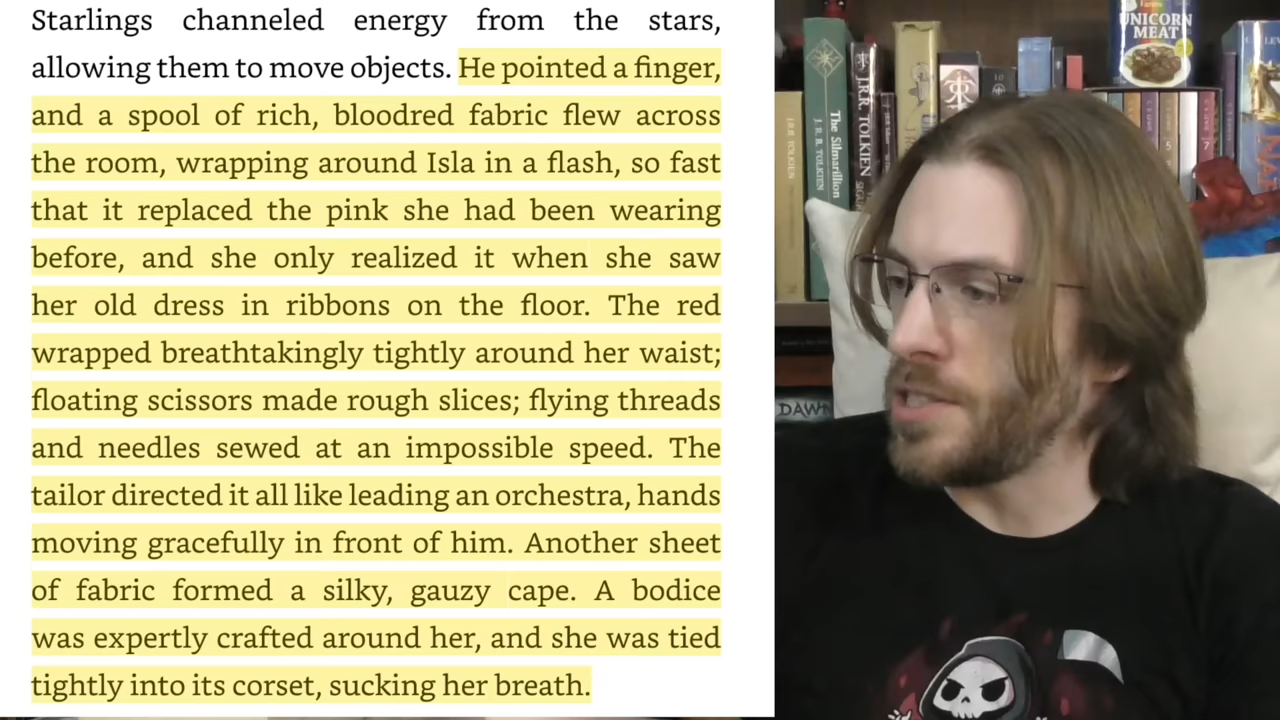 Starlings channeled energy from the stars,
allowing them to move objects. He pointed a finger,
and a spool of rich, bloodred fabric flew across
the room, wrapping around Isla in a flash, so fast
that it replaced the pink she had been wearing
before, and she only realized it when she saw
her old dress in ribbons on the floor. The red
wrapped breathtakingly tightly around her waist;
floating scissors made rough slices; flying threads
and needles sewed at an impossible speed. The
tailor directed it all like leading an orchestra, hands
moving gracefully in front of him. Another sheet
of fabric formed a silky, gauzy cape. A bodice
was expertly crafted around her, and she was tied
tightly into its corset, sucking her breath.
UNICORN
MEAT
The Silmarillion
J.R.R. TOLKIEN
J.R.R. TOLKIEN
DAWN